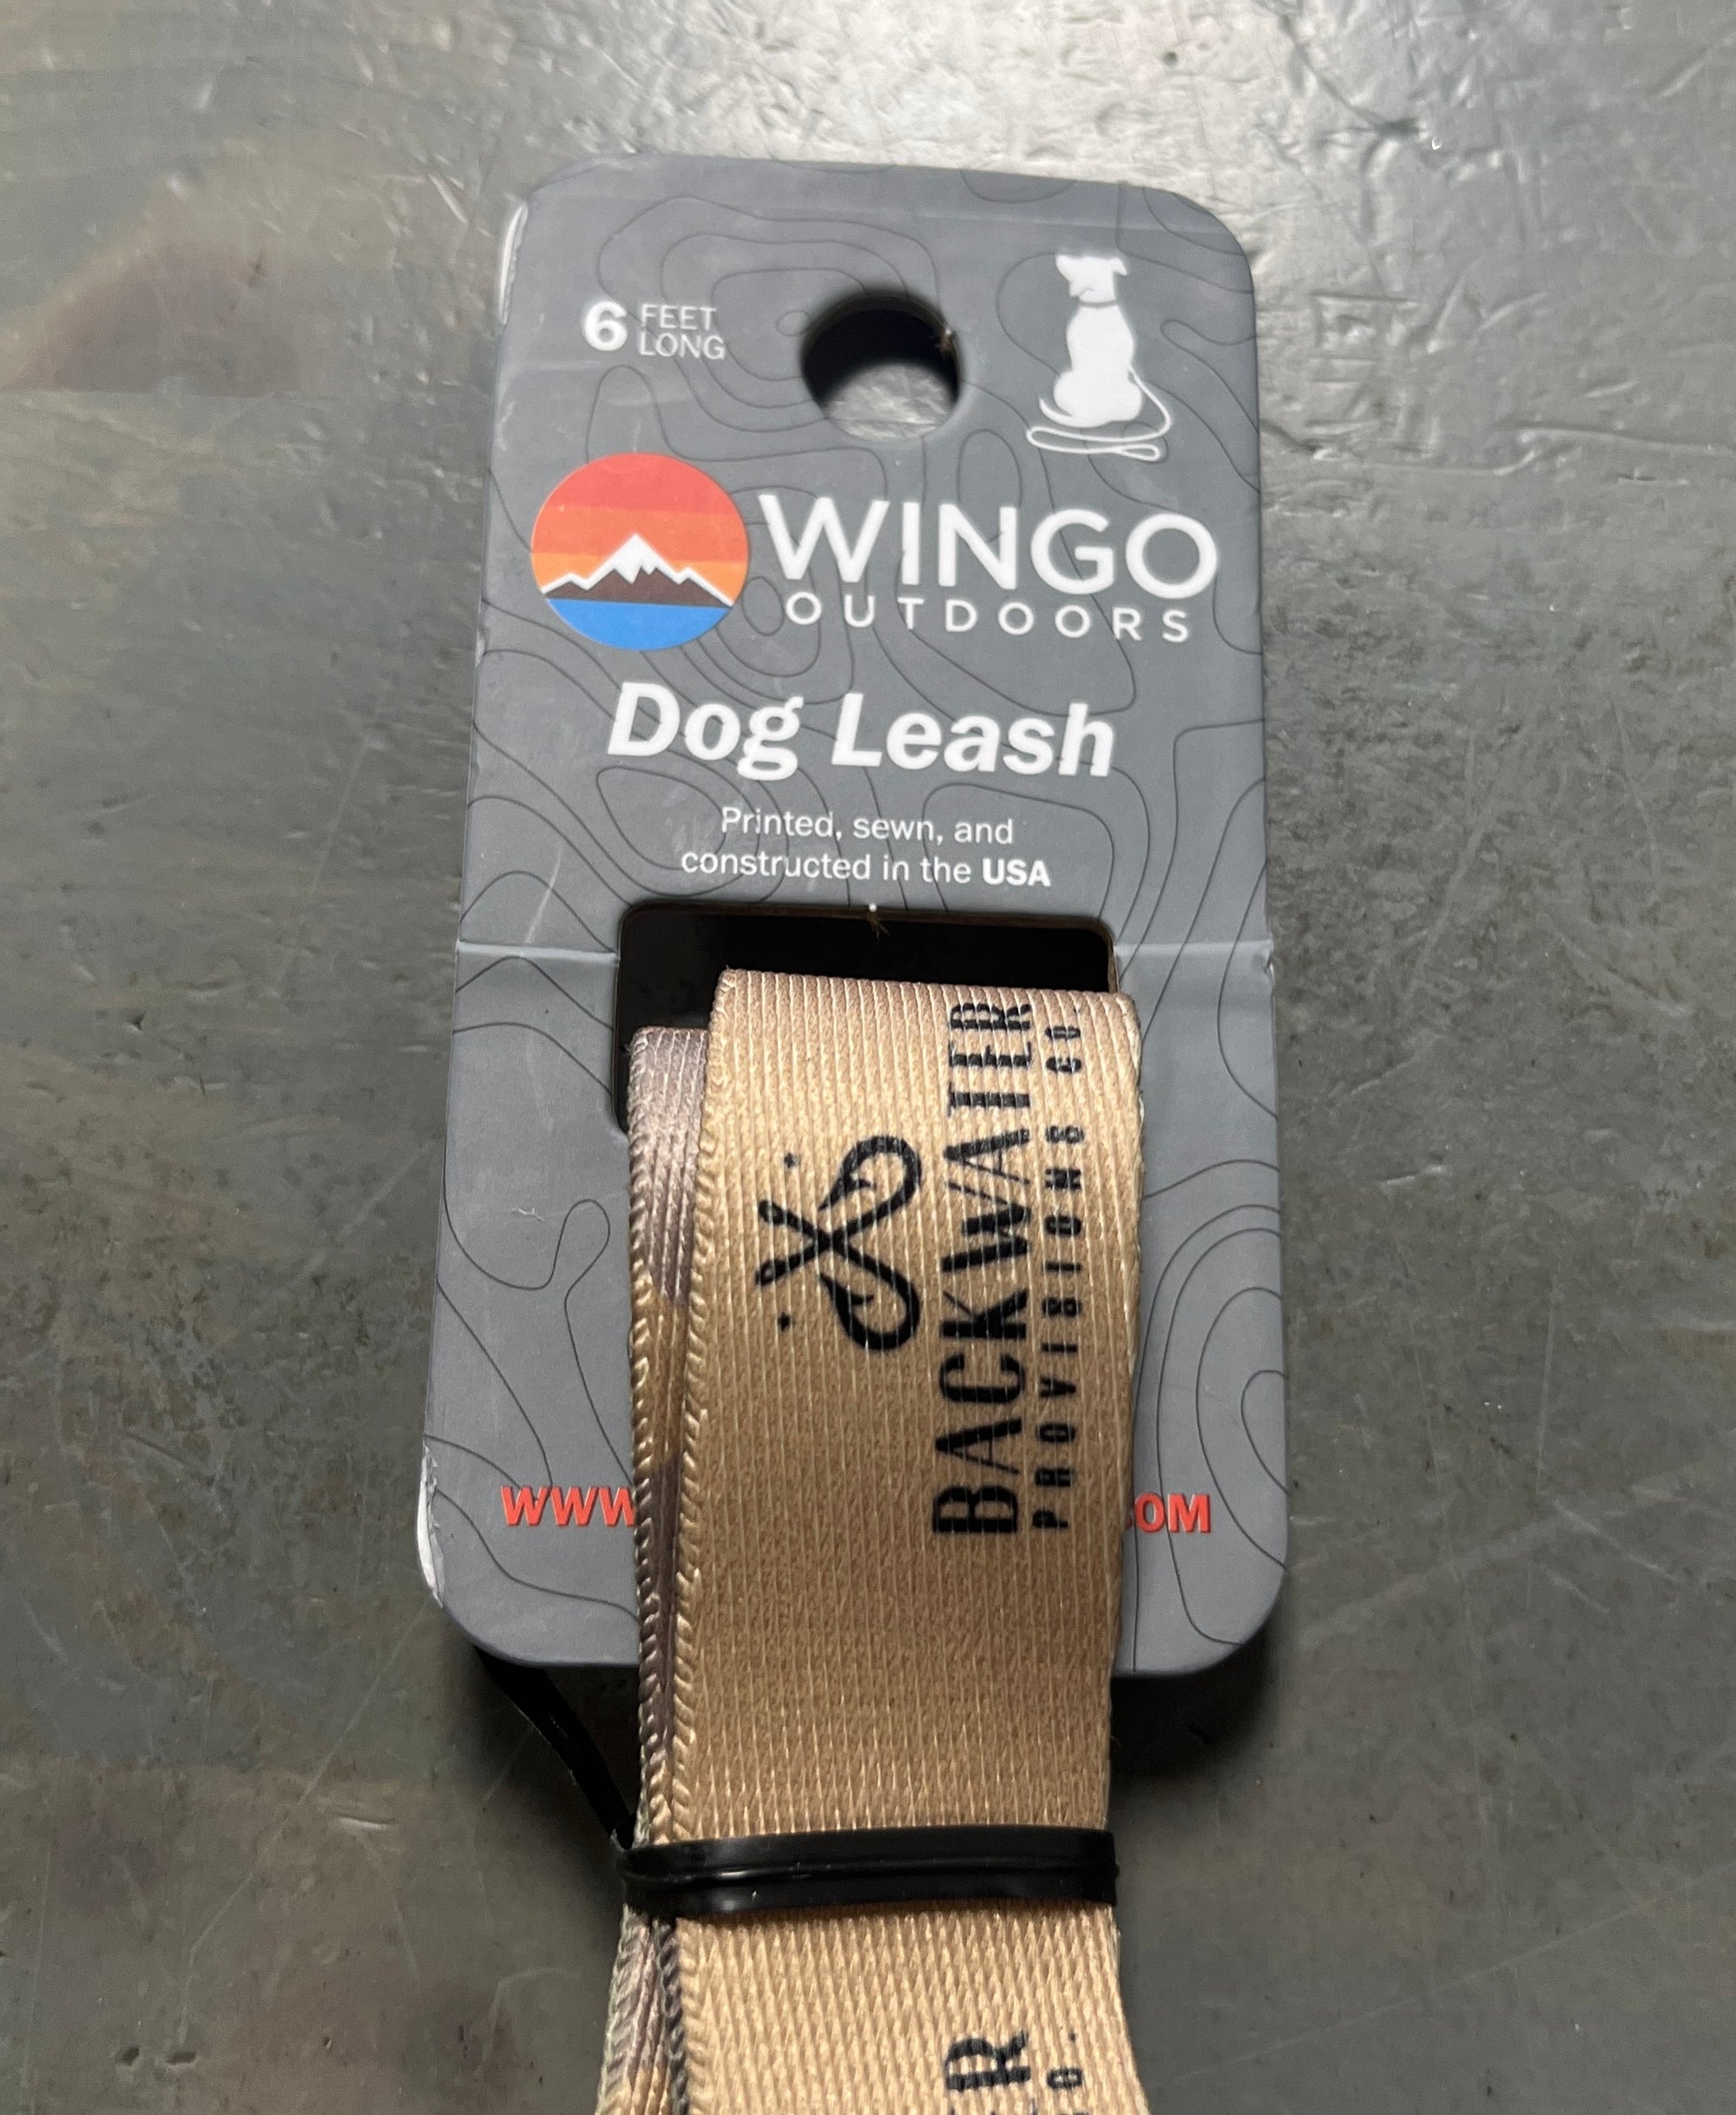 6 FEET
LONG
WINGO
OUTDOORS
Dog Leash
Printed, sewn, and
constructed in the USA
BACKWATER
PROVISIONS CO.
WWW
OM
ER
O.